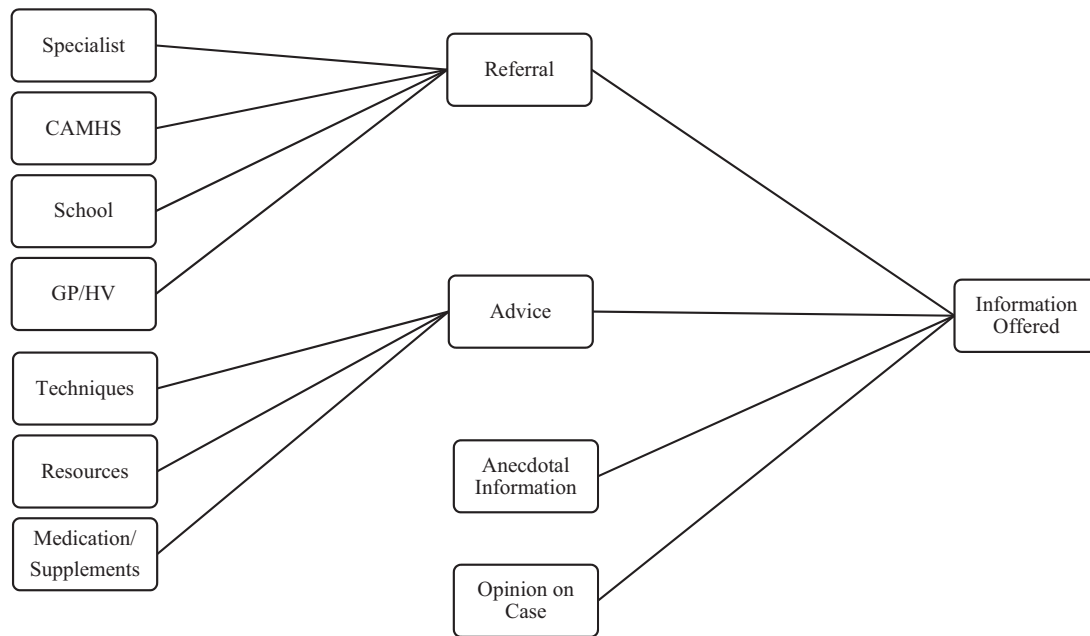 Specialist
CAMHS
School
GP/HV
Techniques
Resources
Medication/
Supplements
Referral
Advice
Anecdotal
Information
Opinion on
Case
Information
Offered